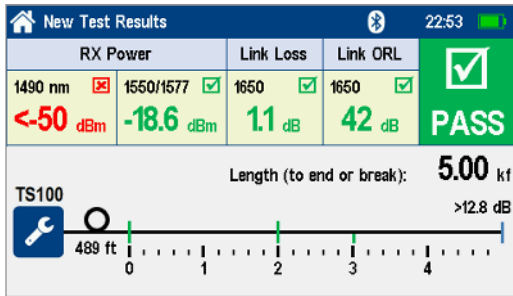 New Test Results 22:53
RX Power Link Loss Link ORL
1490 nm 1550/1577 1650 1650
<-50 dBm -18.6 dBm 1.1 dB 42 dB PASS
Length (to end or break): 5.00 kf
TS100 >12.8 dB
489 ft
0 1 2 3 4